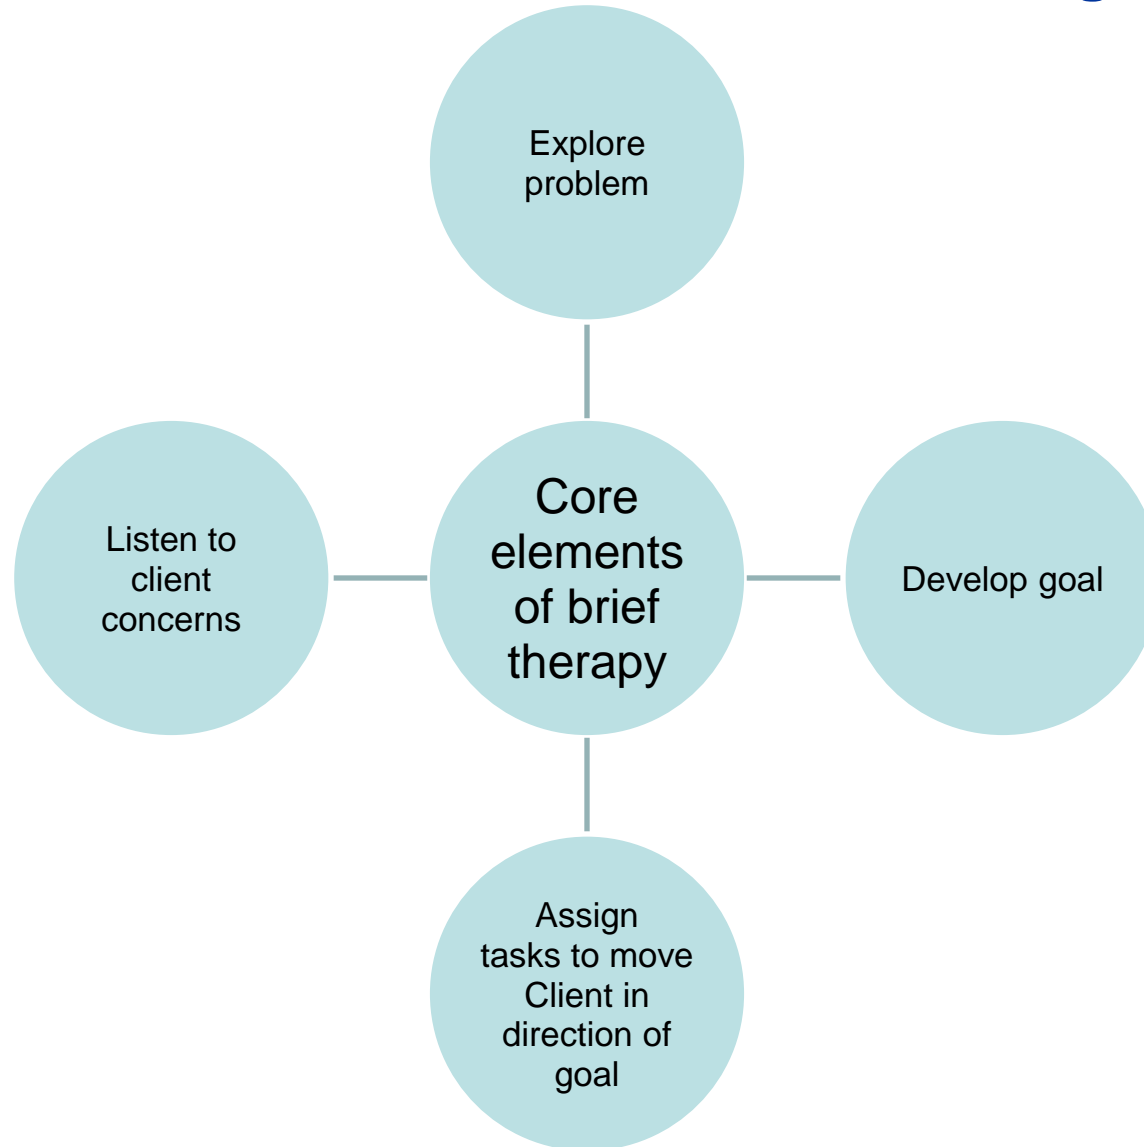 Explore
problem
Core
elements
of brief
therapy
Listen to
client
concerns
Develop goal
Assign
tasks to move
Client in
direction of
goal